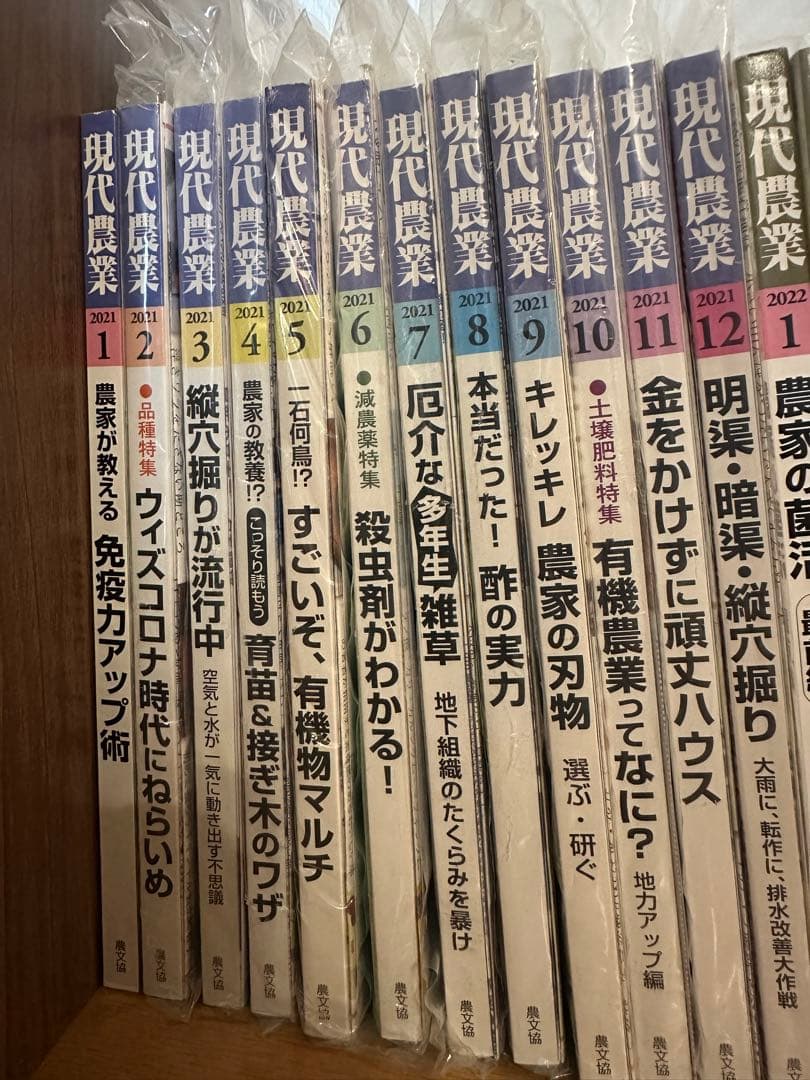 現代農業
2021
1
農家が教える 免疫力アップ術
農文協
現代農業
2021
2
●品種特集 ウィズコロナ時代にねらいめ
農文協
現代農業
2021
3
縦穴掘りが流行中 空気と水が一気に動き出す不思議
農文協
現代農業
2021
4
農家の教養!? こっそり読もう 育苗&接ぎ木のワザ
農文協
現代農業
2021
5
一石何鳥!? すごいぞ、有機物マルチ
農文協
現代農業
2021
6
●減農薬特集 殺虫剤がわかる!
農文協
現代農業
2021
7
厄介な多年生雑草 地下組織のたくらみを暴け
農文協
現代農業
2021
8
本当だった! 酢の実力
農文協
現代農業
2021
9
キレッキレ 農家の刃物 選ぶ・研ぐ
農文協
現代農業
2021
10
●土壌肥料特集 有機農業ってなに? 地力アップ編
農文協
現代農業
2021
11
金をかけずに頑丈ハウス
農文協
現代農業
2021
12
明渠・暗渠・縦穴掘り 大雨に、転作に、排水改善大作戦
農文協
現代農業
2022
1
農家の菌活